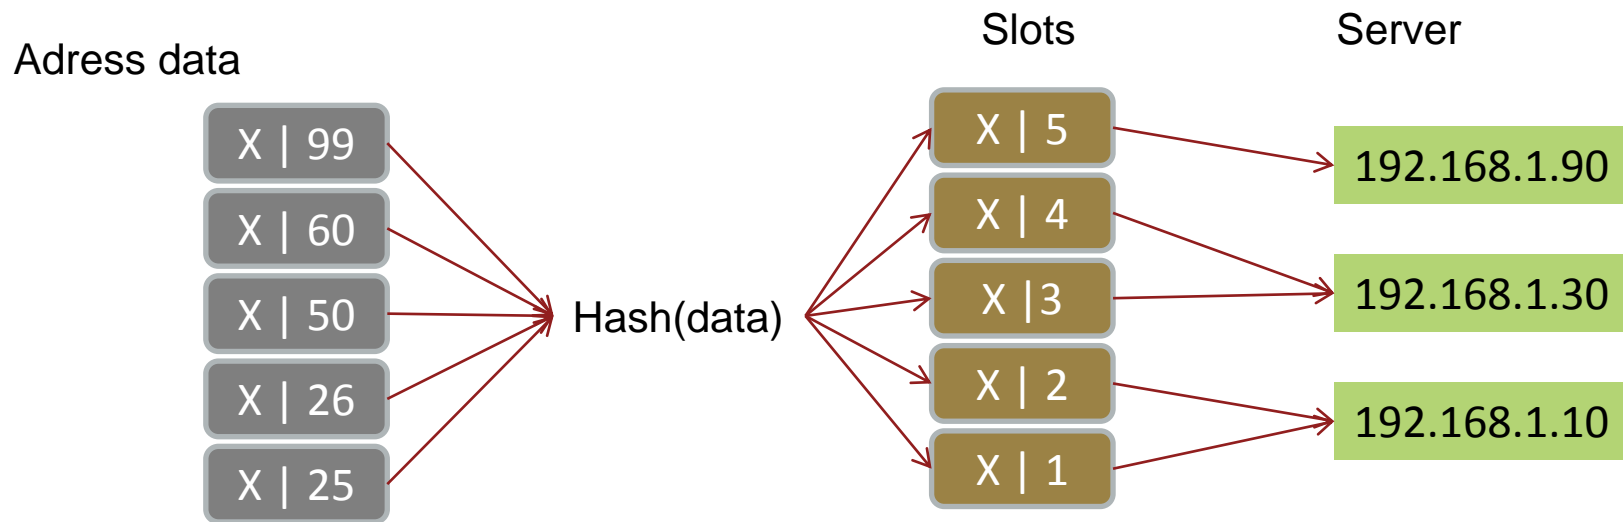 Adress data
X | 99
X | 60
X | 50
X | 26
X | 25
Hash(data)
Slots
X | 5
X | 4
X |3
X | 2
X | 1
Server
192.168.1.90
192.168.1.30
192.168.1.10